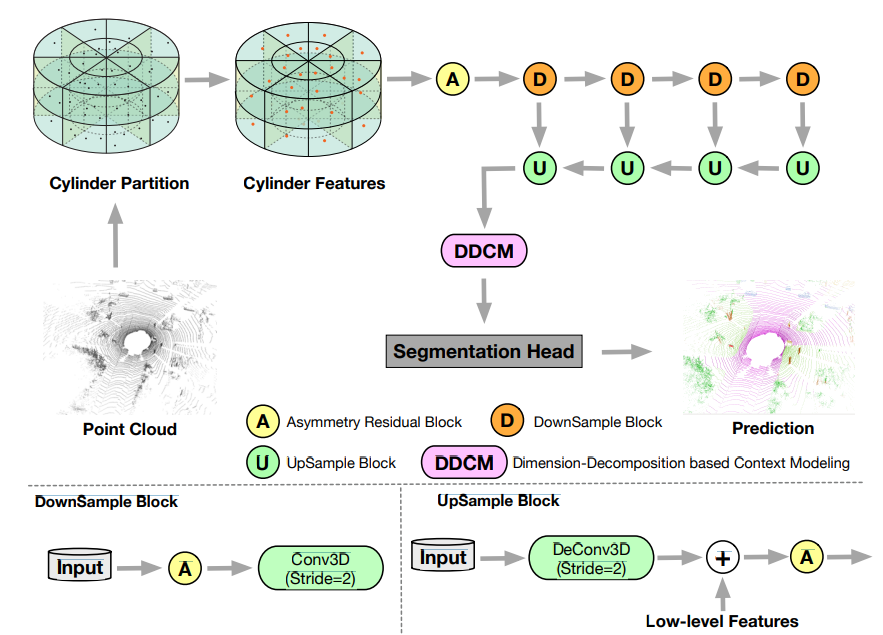 A
D
D
D
D
Cylinder Partition
Cylinder Features
U
U
U
U
DDCM
Segmentation Head
Point Cloud
Prediction
A Asymmetry Residual Block
D DownSample Block
U UpSample Block
DDCM Dimension-Decomposition based Context Modeling
DownSample Block
Input
A
Conv3D
(Stride=2)
UpSample Block
Input
DeConv3D
(Stride=2)
+
A
Low-level Features